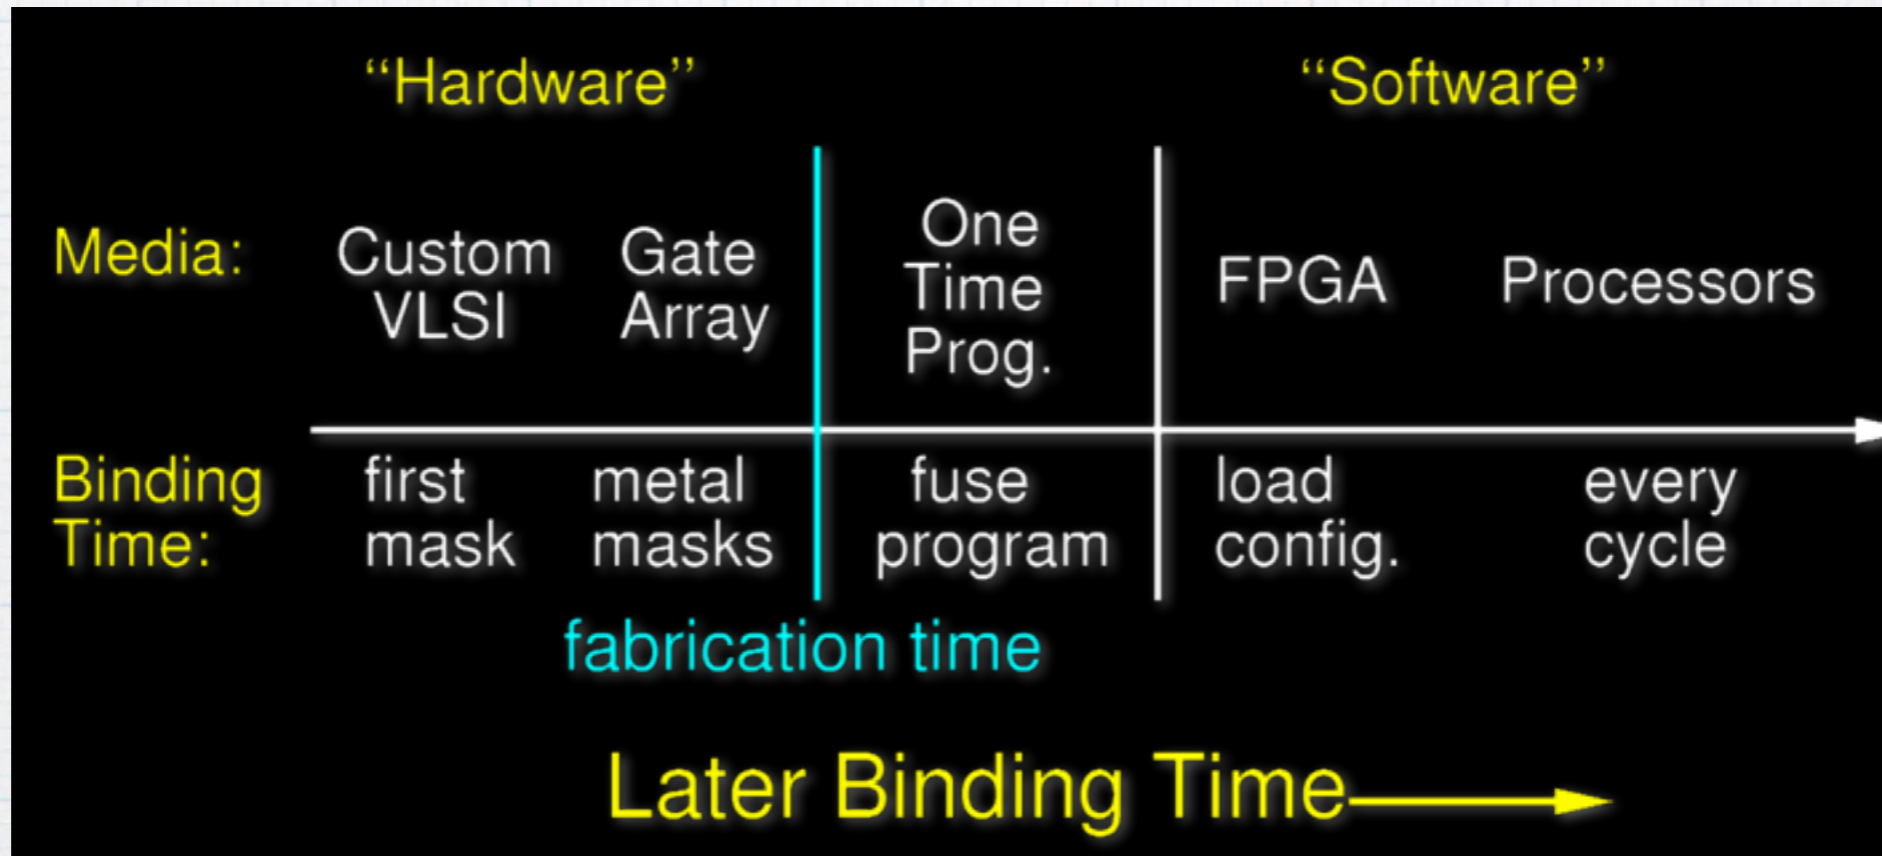 “Hardware”
“Software”
Media:
Custom
VLSI
Gate
Array
One
Time
Prog.
FPGA
Processors
Binding
Time:
first
mask
metal
masks
fuse
program
load
config.
every
cycle
fabrication time
Later Binding Time